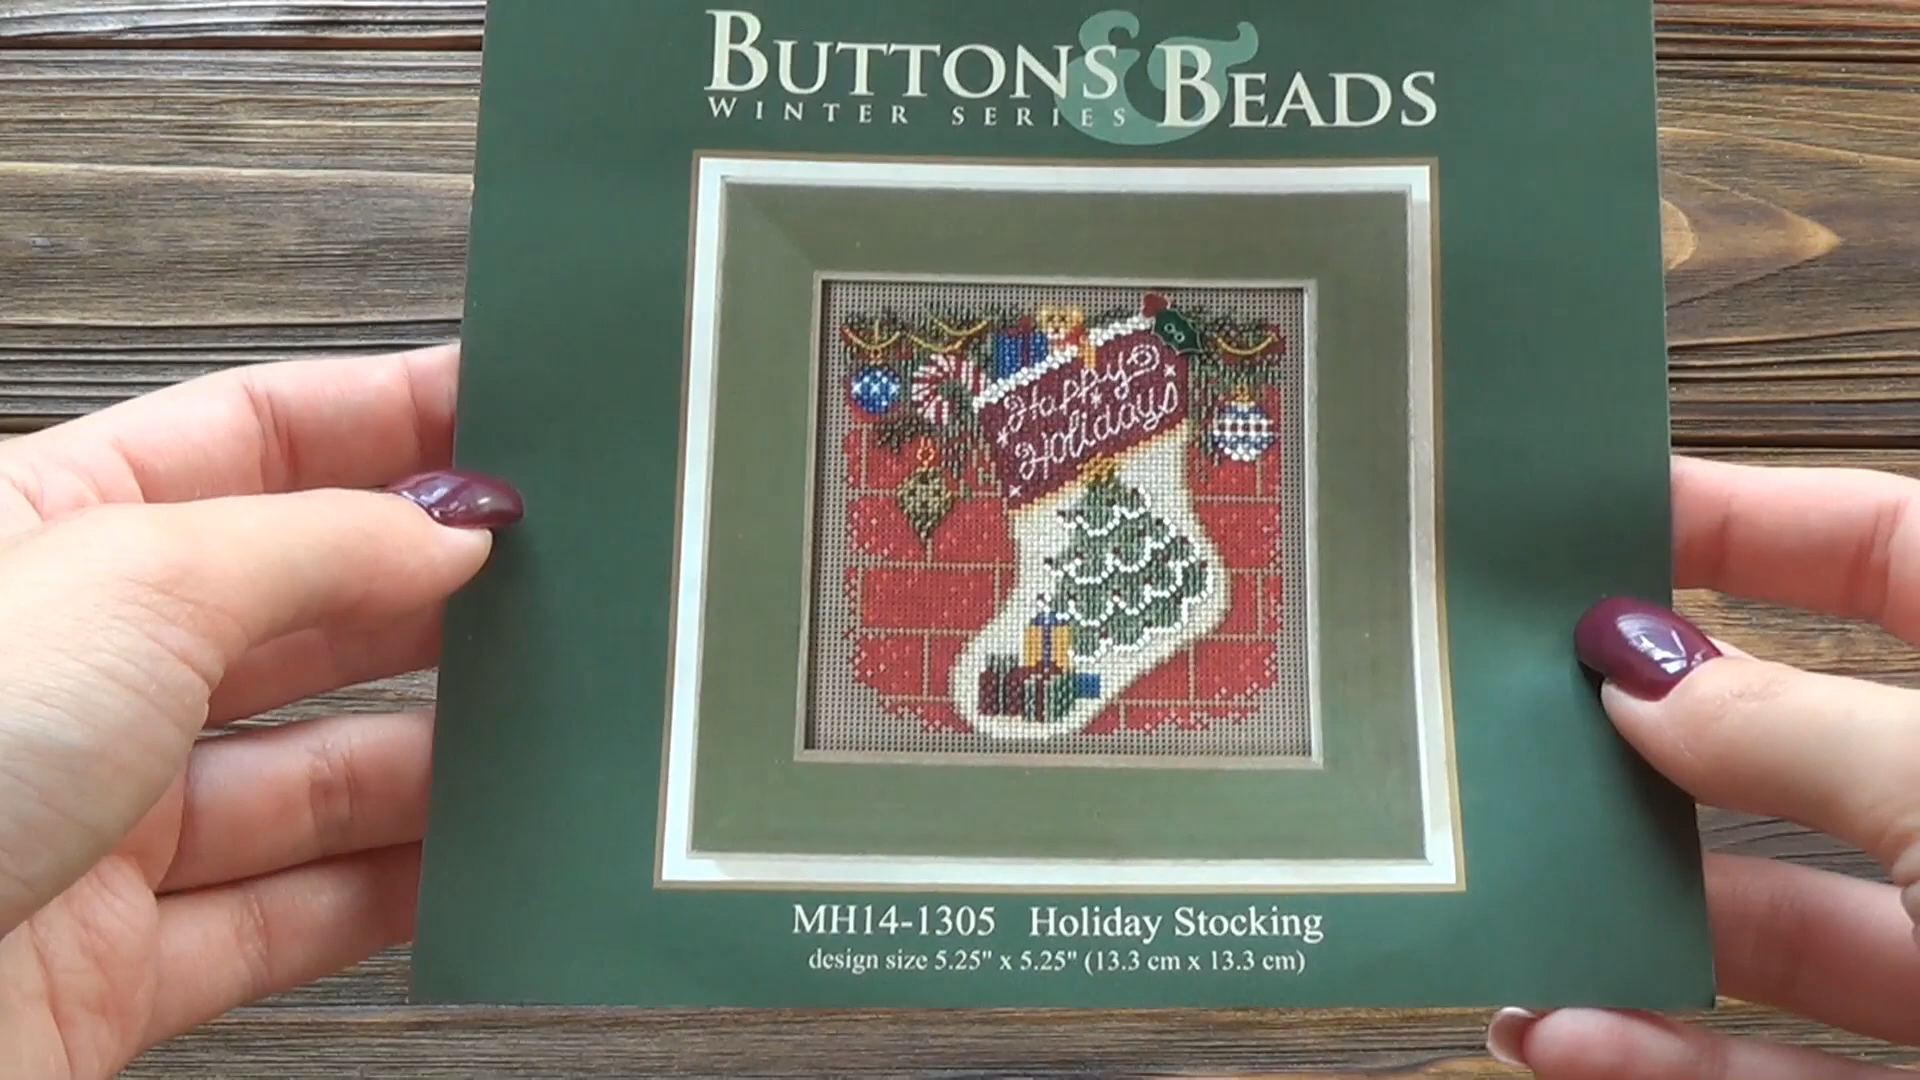 BUTTONS & BEADS
WINTER SERIES
Happy
Holidays
MH14-1305 Holiday Stocking
design size 5.25" x 5.25" (13.3 cm x 13.3 cm)